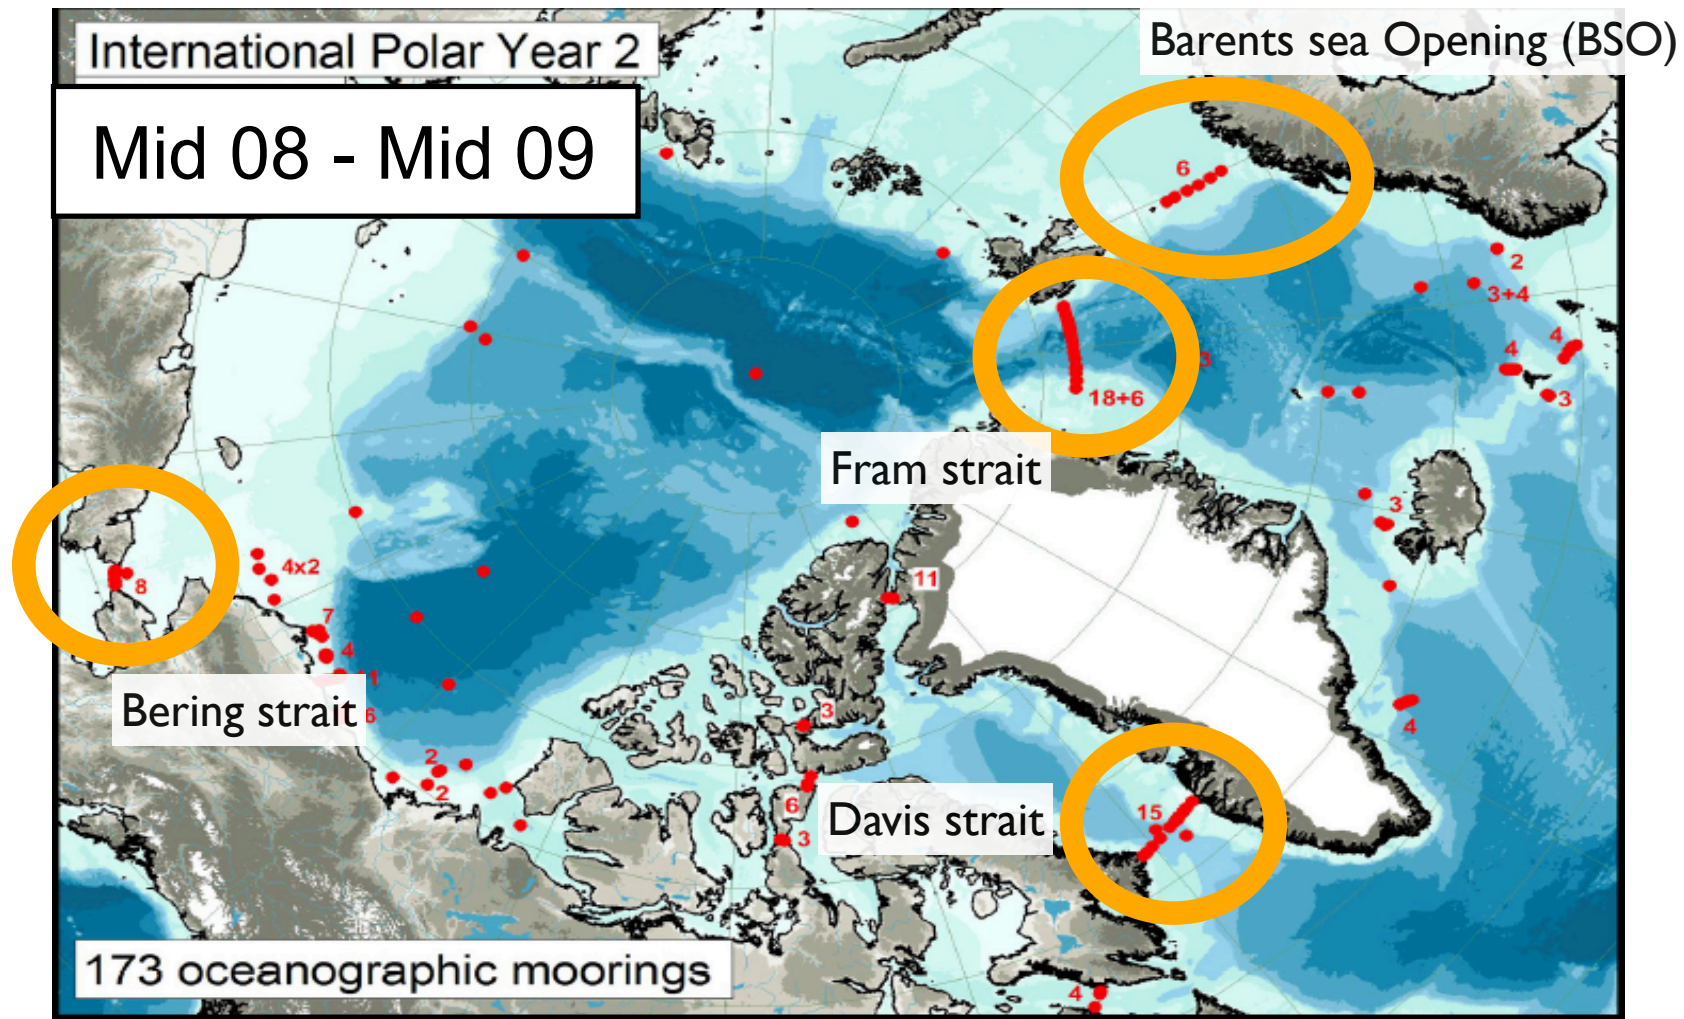 Barents sea Opening (BSO)
International Polar Year 2
Mid 08 - Mid 09
6
2
3+4
4
4
3
3
18+6
Fram strait
3
11
4x2
8
7
4
11
6
Bering strait
3
4
2
2
6
3
Davis strait
15
173 oceanographic moorings
4